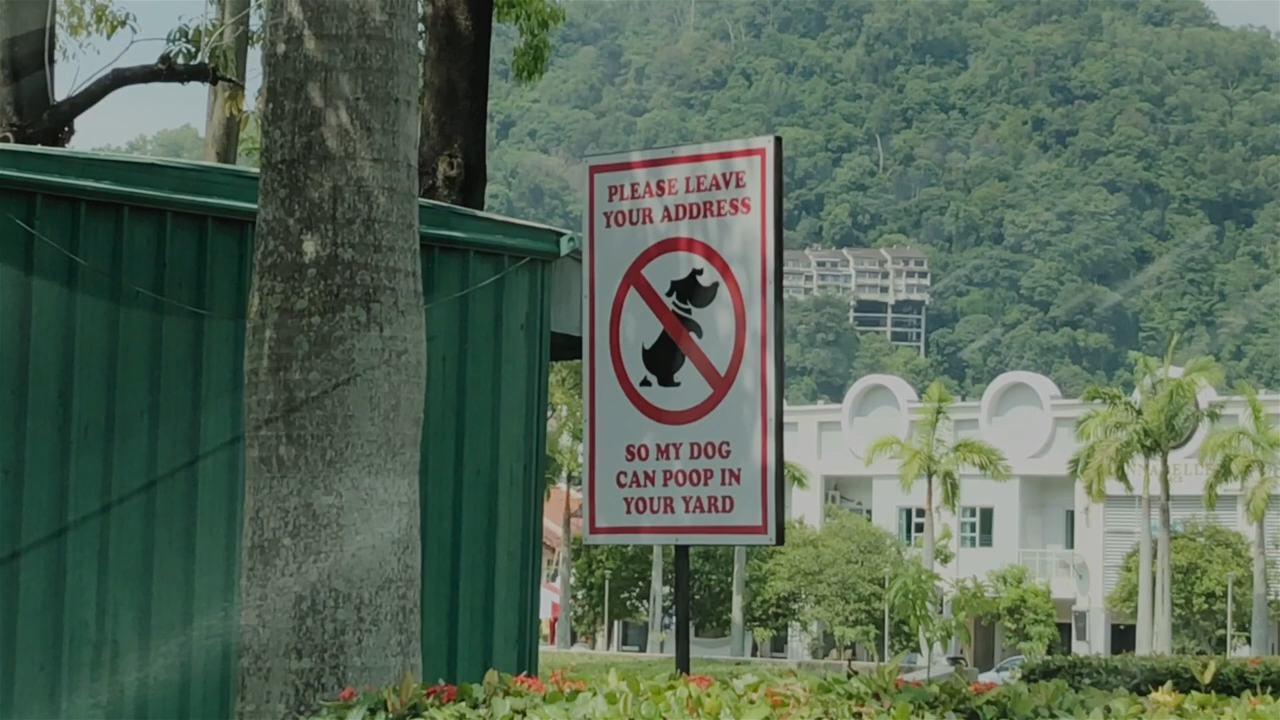 PLEASE LEAVE
YOUR ADDRESS
SO MY DOG
CAN POOP IN
YOUR YARD